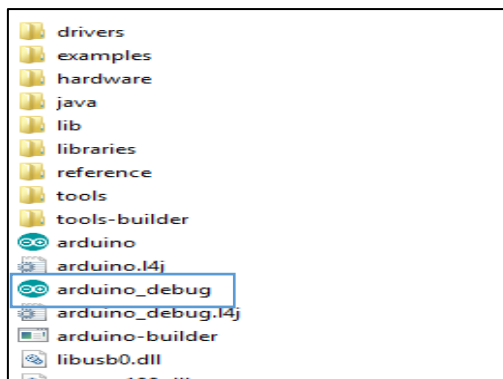 drivers
examples
hardware
java
lib
libraries
reference
tools
tools-builder
arduino
arduino.l4j
arduino_debug
arduino_debug.l4j
arduino-builder
libusb0.dll